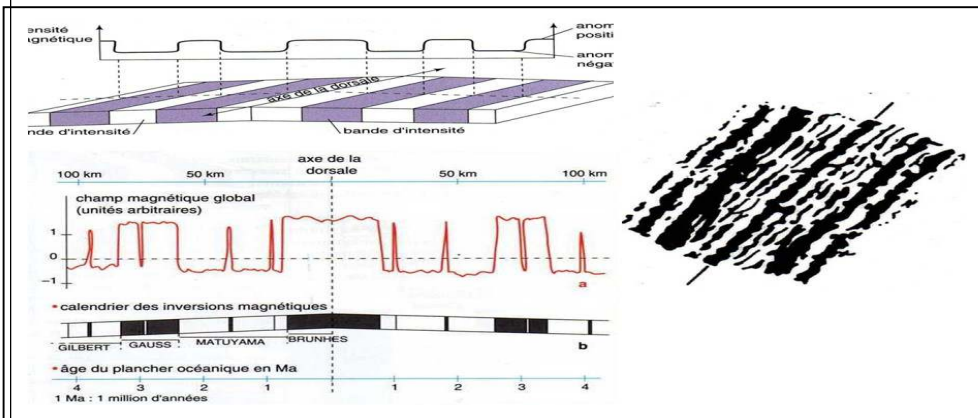 ensité
agnétique
anom
positi
anom
néga
axe de la dorsale
nde d'intensité
bande d'intensité
axe de la
dorsale
100 km 50 km 50 km 100 km
champ magnétique global
(unités arbitraires)
1
0
−1
a
• calendrier des inversions magnétiques
GILBERT GAUSS MATUYAMA BRUNHES
b
• âge du plancher océanique en Ma
4 3 2 1 1 2 3 4
1 Ma : 1 million d'années